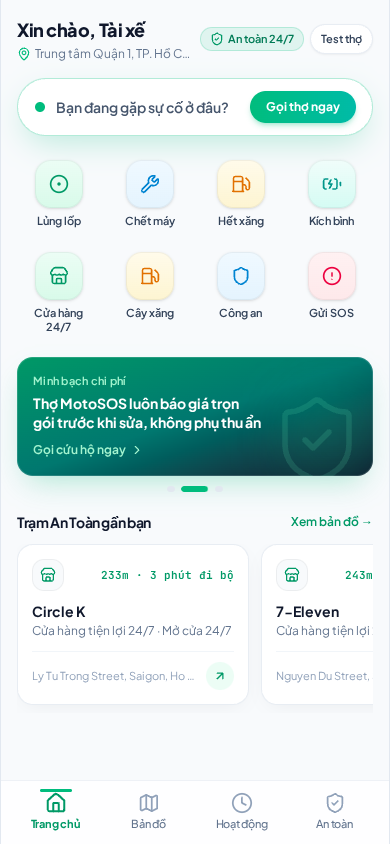 Xin chào, Tài xế
Trung tâm Quận 1, TP. Hồ C...
An toàn 24/7
Test thợ
Bạn đang gặp sự cố ở đâu?
Gọi thợ ngay
Lủng lốp
Chết máy
Hết xăng
Kích bình
Cửa hàng
24/7
Cây xăng
Công an
Gửi SOS
Minh bạch chi phí
Thợ MotoSOS luôn báo giá trọn
gói trước khi sửa, không phụ thu ẩn
Gọi cứu hộ ngay
Trạm An Toàn gần bạn
Xem bản đồ →
233m · 3 phút đi bộ
Circle K
Cửa hàng tiện lợi 24/7 · Mở cửa 24/7
Ly Tu Trong Street, Saigon, Ho ...
243m
7-Eleven
Cửa hàng tiện lợi
Nguyen Du Street,
Trang chủ
Bản đồ
Hoạt động
An toàn